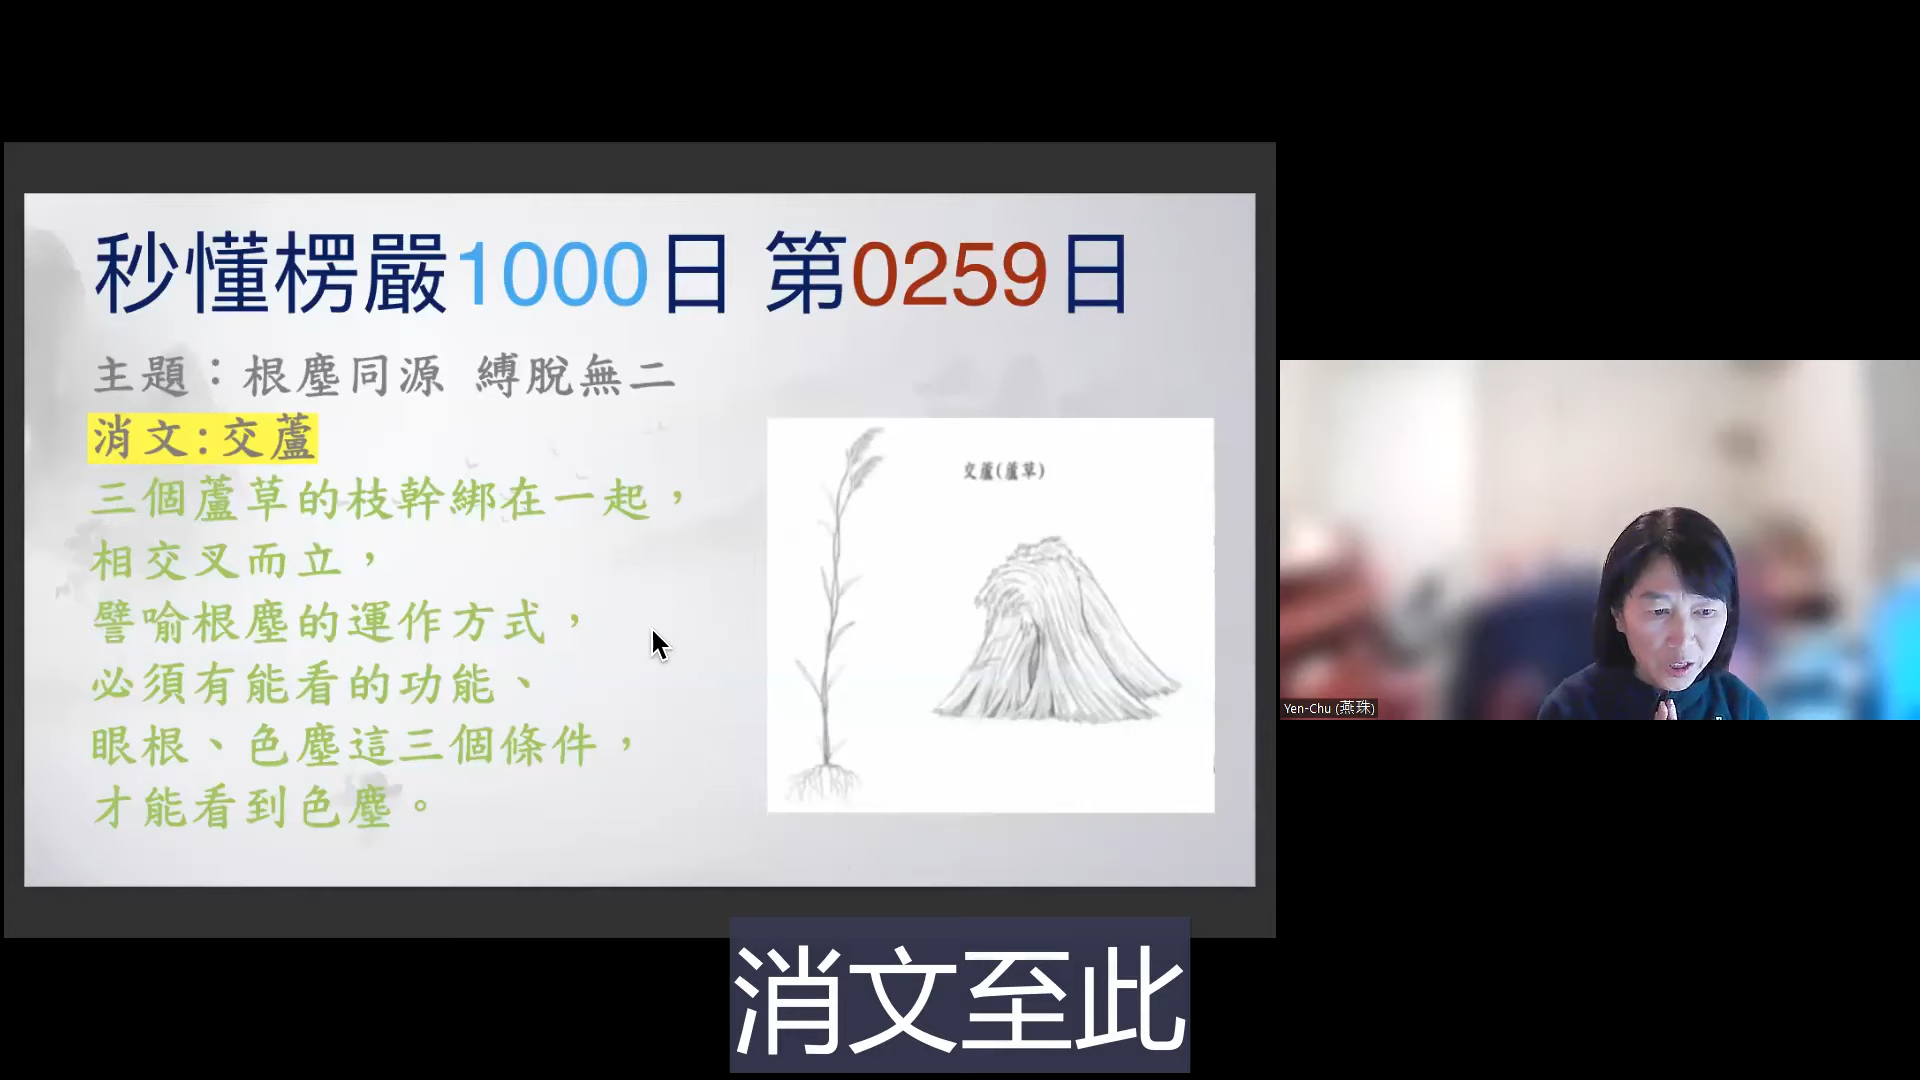 秒懂楞嚴1000日 第0259日
主題：根塵同源 縛脫無二
消文:交蘆
三個蘆草的枝幹綁在一起，
相交叉而立，
譬喻根塵的運作方式，
必須有能看的功能、
眼根、色塵這三個條件，
才能看到色塵。
交蘆(蘆草)
Yen-Chu (燕珠)
消文至此